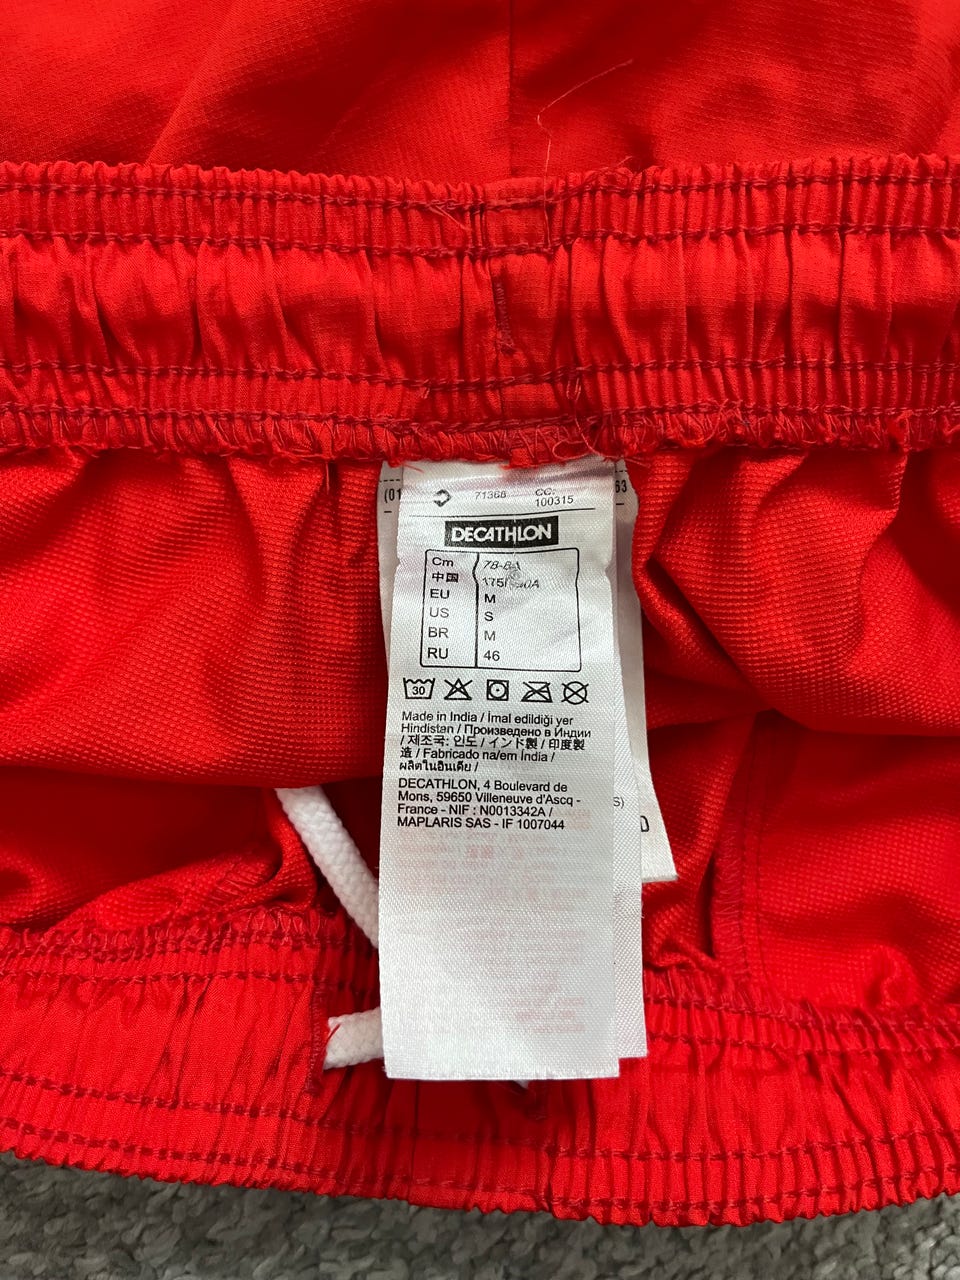 (01
71368 CC: 100315
63
DECATHLON
Cm 78-84
中国
EU M
US S
BR M
RU 46
30
Made in India / İmal edildiği yer
Hindistan / Произведено в Индии
/ 제조국: 인도 / インド製 / 印度製
造 / Fabricado na/em Índia /
ผลิตในอินเดีย /
DECATHLON, 4 Boulevard de
Mons, 59650 Villeneuve d'Ascq -
France - NIF : N0013342A /
MAPLARIS SAS - IF 1007044
S)
D